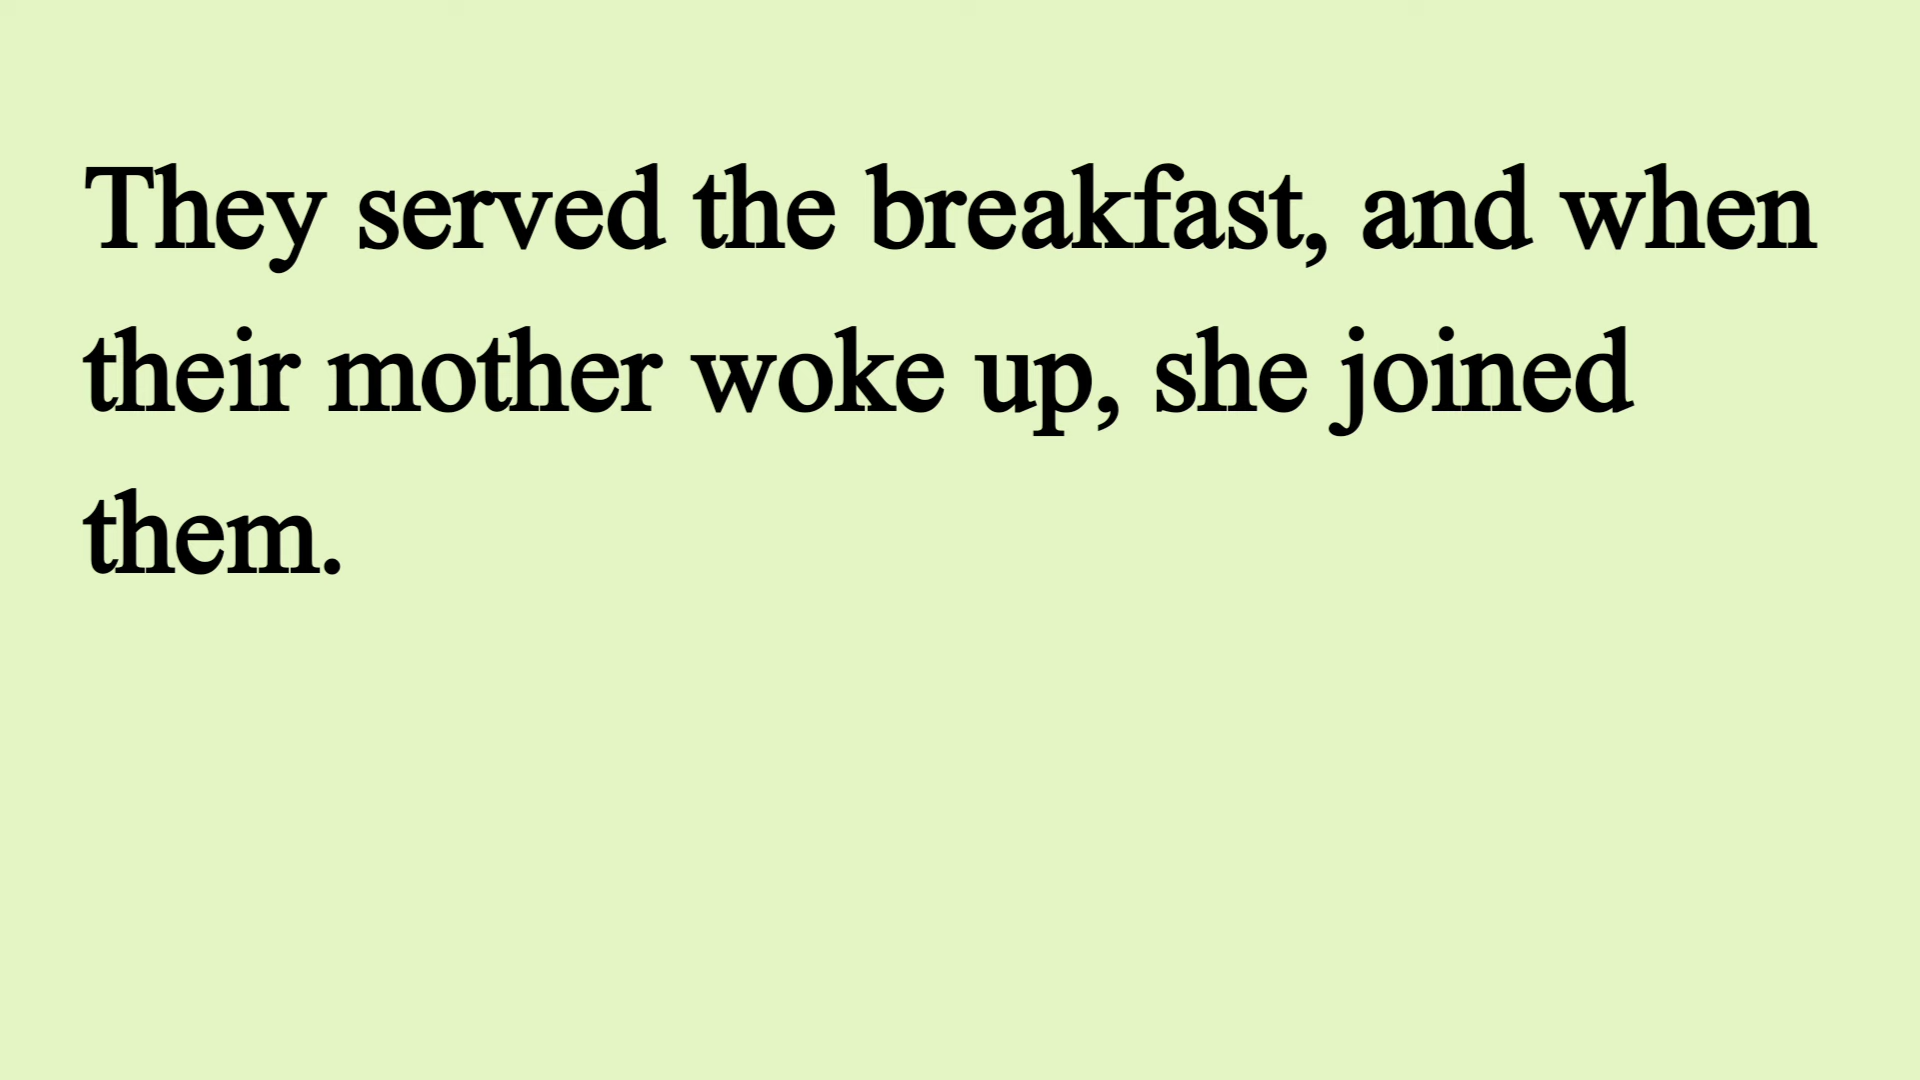 They served the breakfast, and when
their mother woke up, she joined
them.